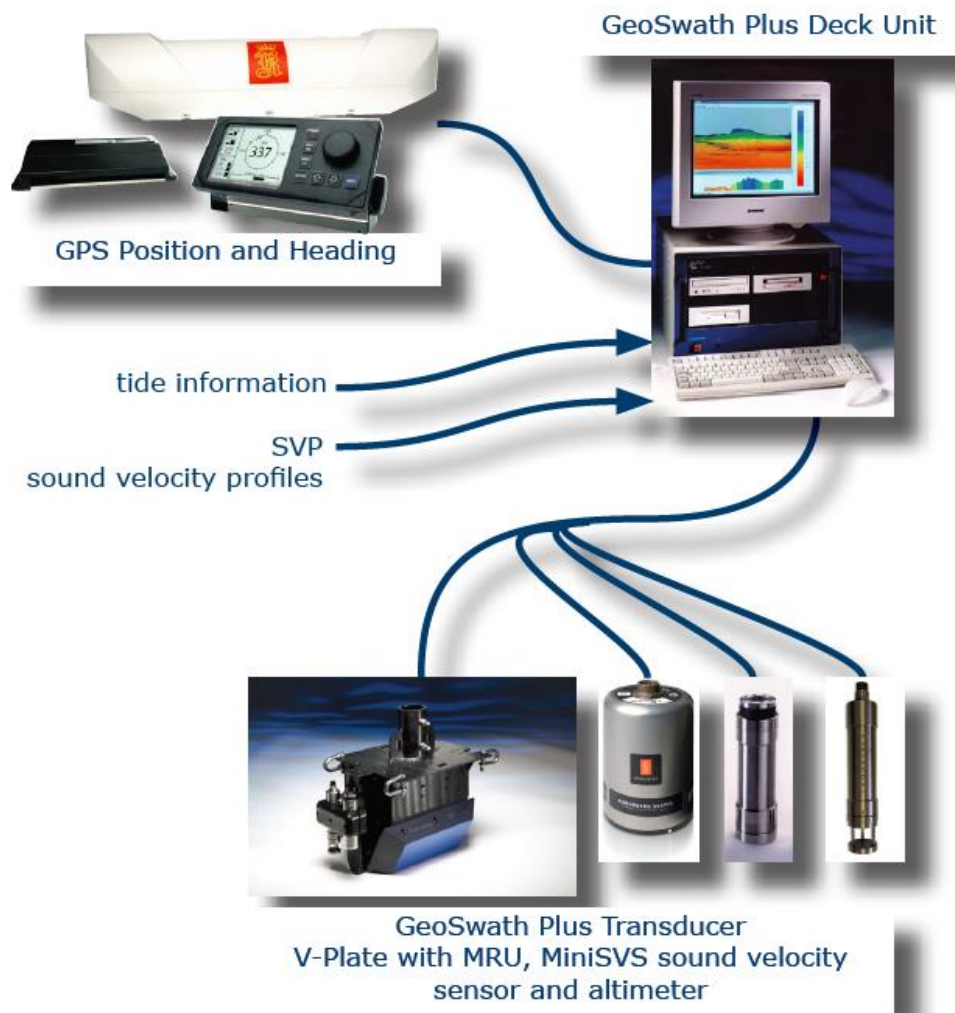 GeoSwath Plus Deck Unit
337
GPS Position and Heading
tide information
SVP
sound velocity profiles
GeoSwath Plus Transducer
V-Plate with MRU, MiniSVS sound velocity
sensor and altimeter